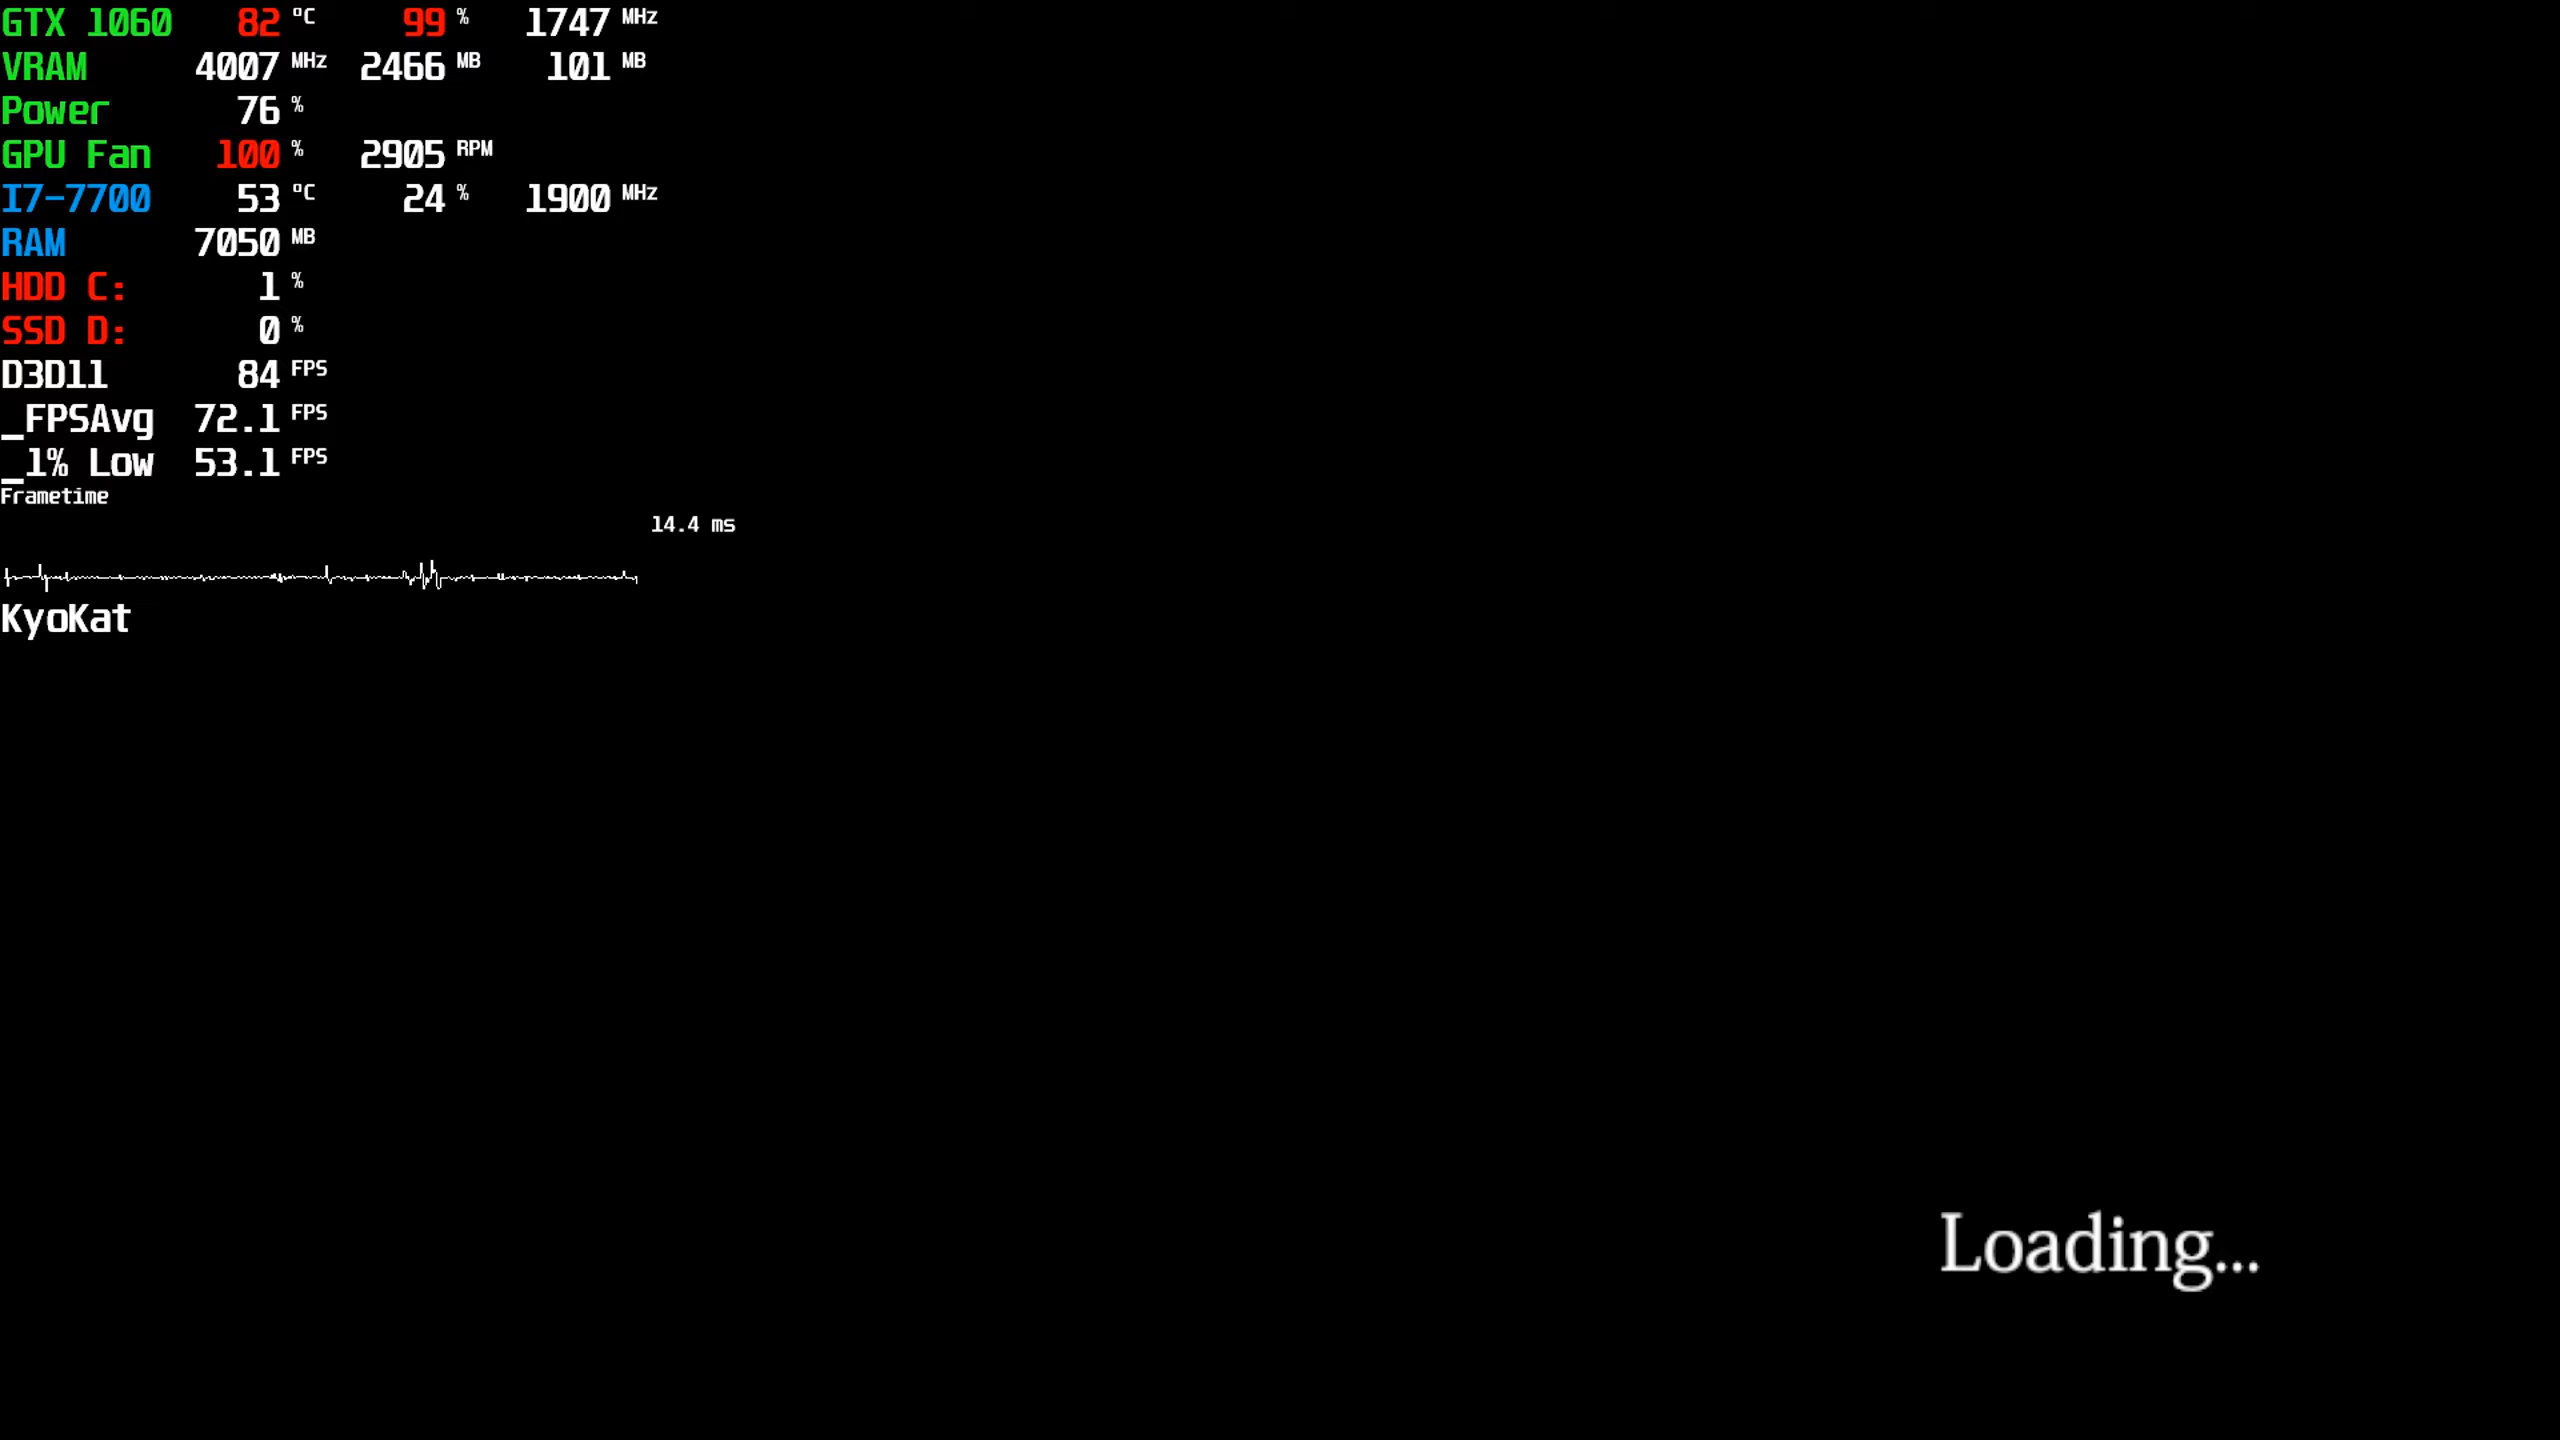 GTX 1060 82 °C 99 % 1747 MHz
VRAM 4007 MHz 2466 MB 101 MB
Power 76 %
GPU Fan 100 % 2905 RPM
I7-7700 53 °C 24 % 1900 MHz
RAM 7050 MB
HDD C: 1 %
SSD D: 0 %
D3D11 84 FPS
_FPSAvg 72.1 FPS
_1% Low 53.1 FPS
Frametime
14.4 ms
KyoKat
Loading...